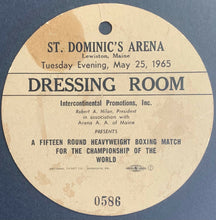 ST. DOMINIC'S ARENA
Lewiston, Maine
Tuesday Evening, May 25, 1965
DRESSING ROOM
Intercontinental Promotions, Inc.
Robert A. Nilon, President
in association with
Arena A. A. of Maine
PRESENTS
A FIFTEEN ROUND HEAVYWEIGHT BOXING MATCH
FOR THE CHAMPIONSHIP OF THE
WORLD
0586